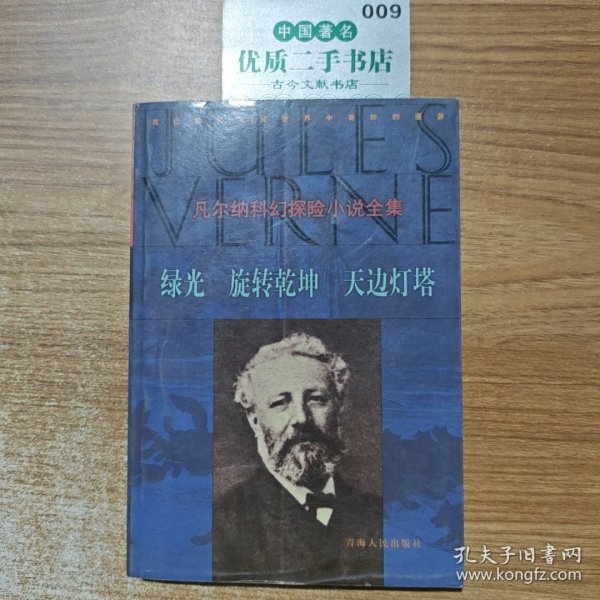 009
中国著名
优质二手书店
古今文献书店
JULES
VERNE
凡尔纳科幻探险小说全集
绿光 旋转乾坤 天边灯塔
青海人民出版社
孔夫子旧书网
www.kongfz.com